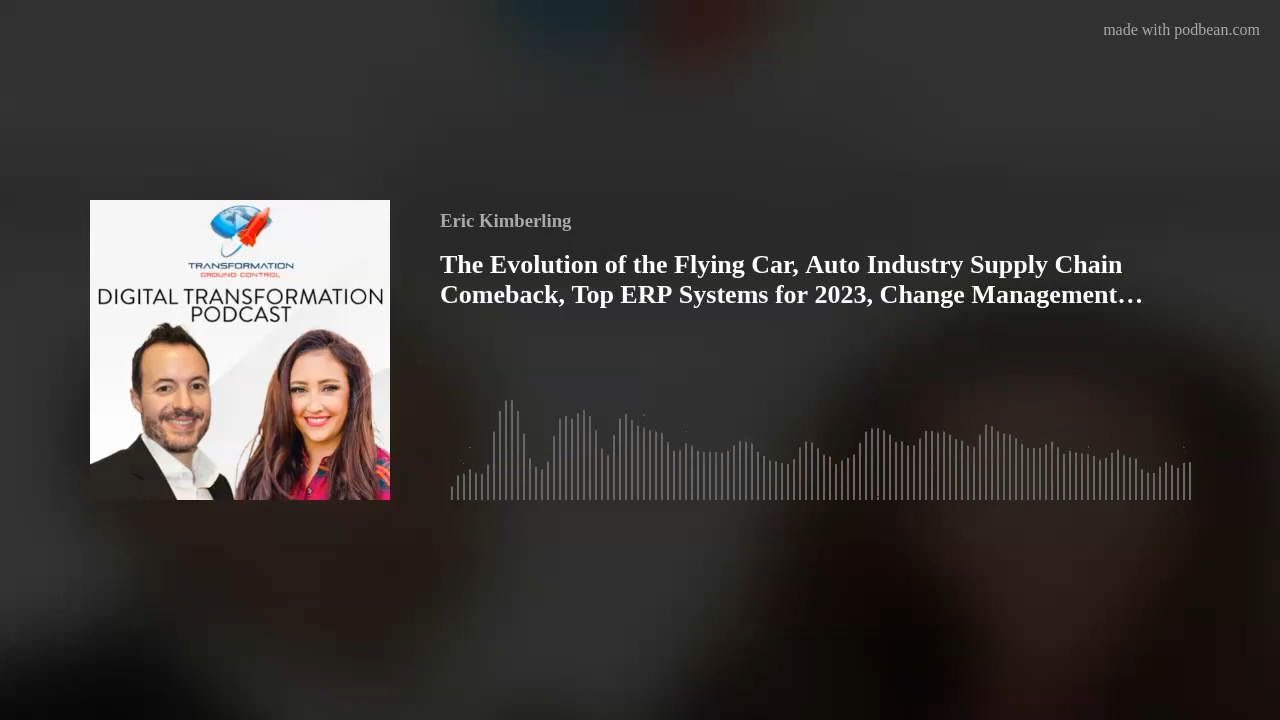 made with podbean.com
TRANSFORMATION
GROUND CONTROL
DIGITAL TRANSFORMATION
PODCAST
Eric Kimberling
The Evolution of the Flying Car, Auto Industry Supply Chain
Comeback, Top ERP Systems for 2023, Change Management…